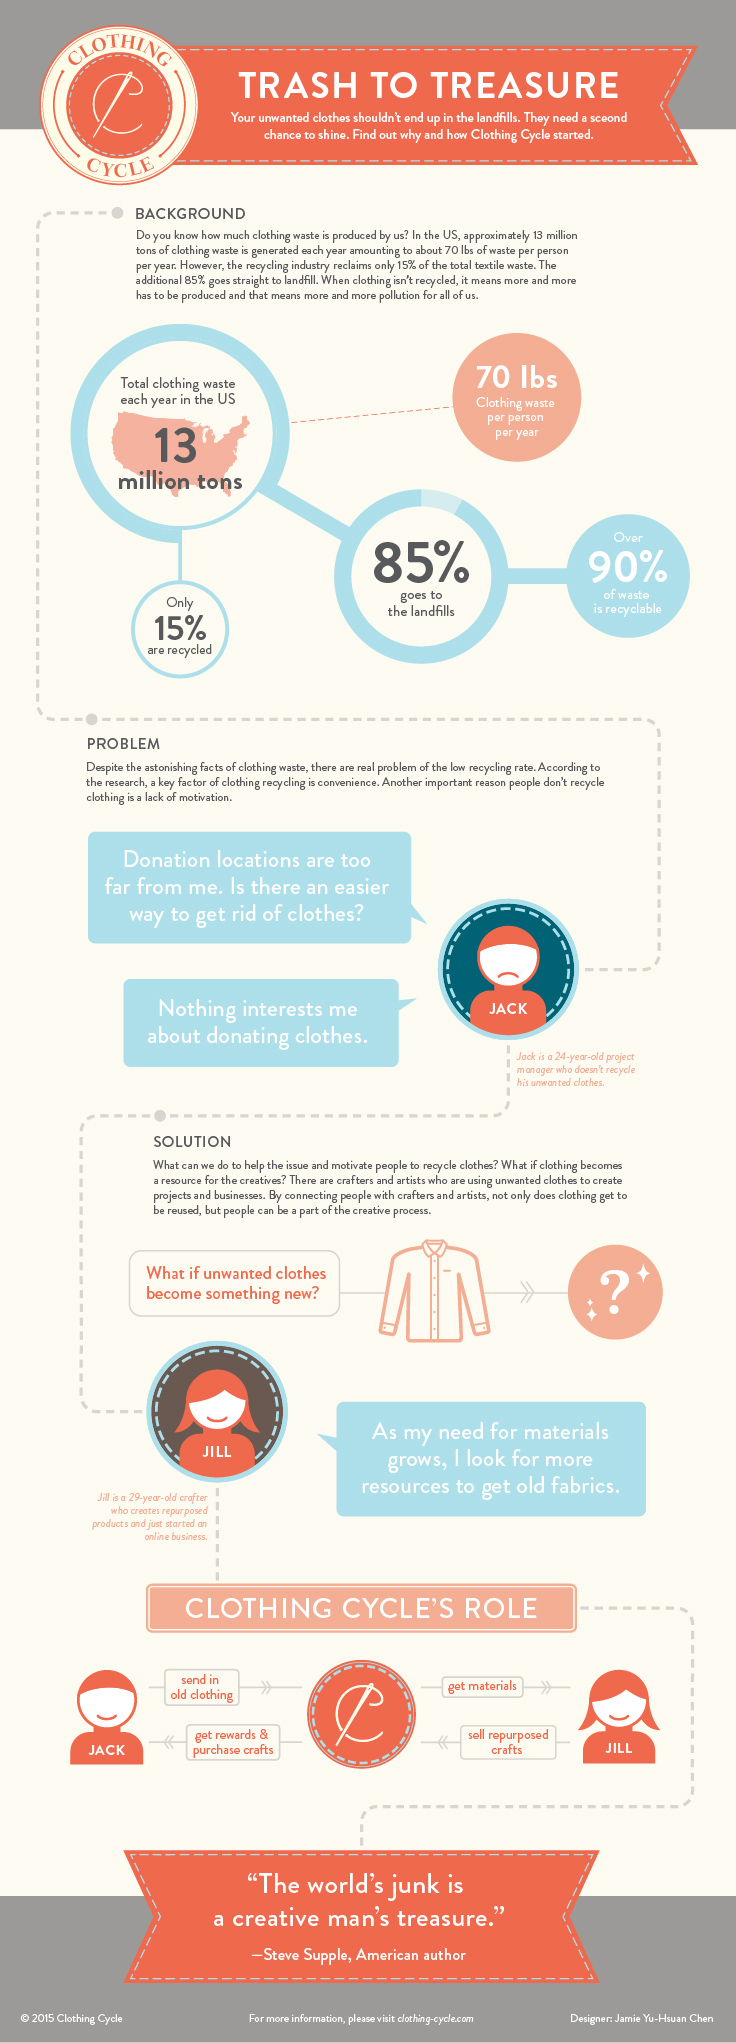 CLOTHING
CYCLE
TRASH TO TREASURE
Your unwanted clothes shouldn't end up in the landfills. They need a sceond
chance to shine. Find out why and how Clothing Cycle started.
BACKGROUND
Do you know how much clothing waste is produced by us? In the US, approximately 13 million
tons of clothing waste is generated each year amounting to about 70 lbs of waste per person
per year. However, the recycling industry reclaims only 15% of the total textile waste. The
additional 85% goes straight to landfill. When clothing isn't recycled, it means more and more
has to be produced and that means more and more pollution for all of us.
Total clothing waste
each year in the US
13
million tons
70 lbs
Clothing waste
per person
per year
85%
goes to
the landfills
Over
90%
of waste
is recyclable
Only
15%
are recycled
PROBLEM
Despite the astonishing facts of clothing waste, there are real problem of the low recycling rate. According to
the research, a key factor of clothing recycling is convenience. Another important reason people don't recycle
clothing is a lack of motivation.
Donation locations are too
far from me. Is there an easier
way to get rid of clothes?
Nothing interests me
about donating clothes.
JACK
Jack is a 24-year-old project
manager who doesn't recycle
his unwanted clothes.
SOLUTION
What can we do to help the issue and motivate people to recycle clothes? What if clothing becomes
a resource for the creatives? There are crafters and artists who are using unwanted clothes to create
projects and businesses. By connecting people with crafters and artists, not only does clothing get to
be reused, but people can be a part of the creative process.
What if unwanted clothes
become something new?
?
JILL
As my need for materials
grows, I look for more
resources to get old fabrics.
Jill is a 29-year-old crafter
who creates repurposed
products and just started an
online business.
CLOTHING CYCLE'S ROLE
send in
old clothing
get materials
get rewards &
purchase crafts
sell repurposed
crafts
JACK
JILL
“The world's junk is
a creative man's treasure.”
—Steve Supple, American author
© 2015 Clothing Cycle
For more information, please visit clothing-cycle.com
Designer: Jamie Yu-Hsuan Chen